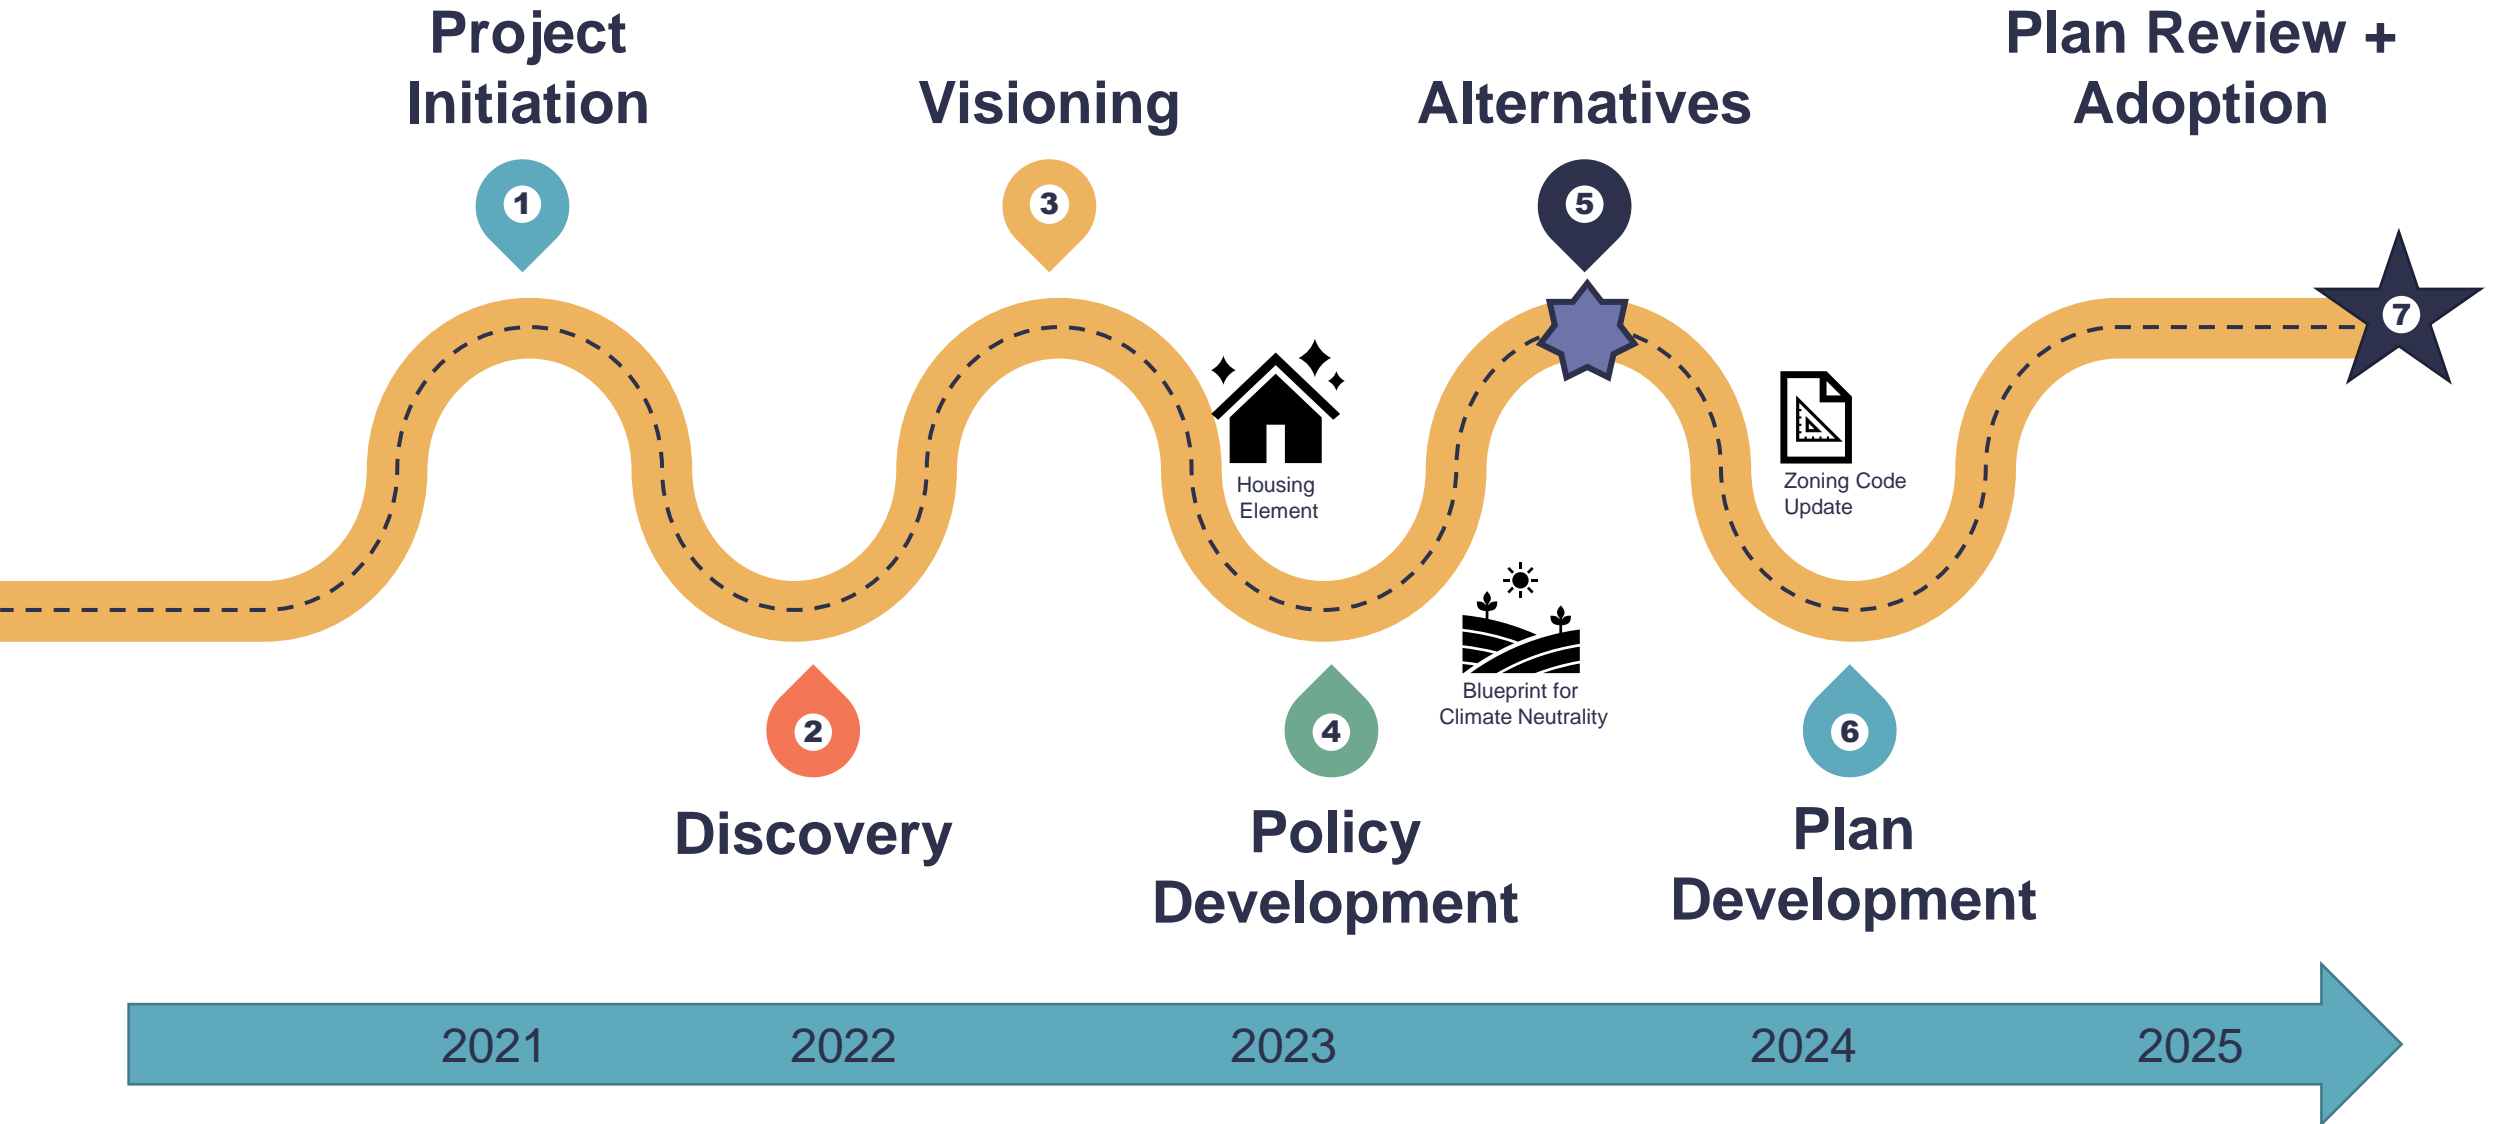 Project
Initiation
Visioning
Alternatives
Plan Review +
Adoption
1
3
5
7
Housing
Element
Zoning Code
Update
Blueprint for
Climate Neutrality
2
4
6
Discovery
Policy
Development
Plan
Development
2021
2022
2023
2024
2025